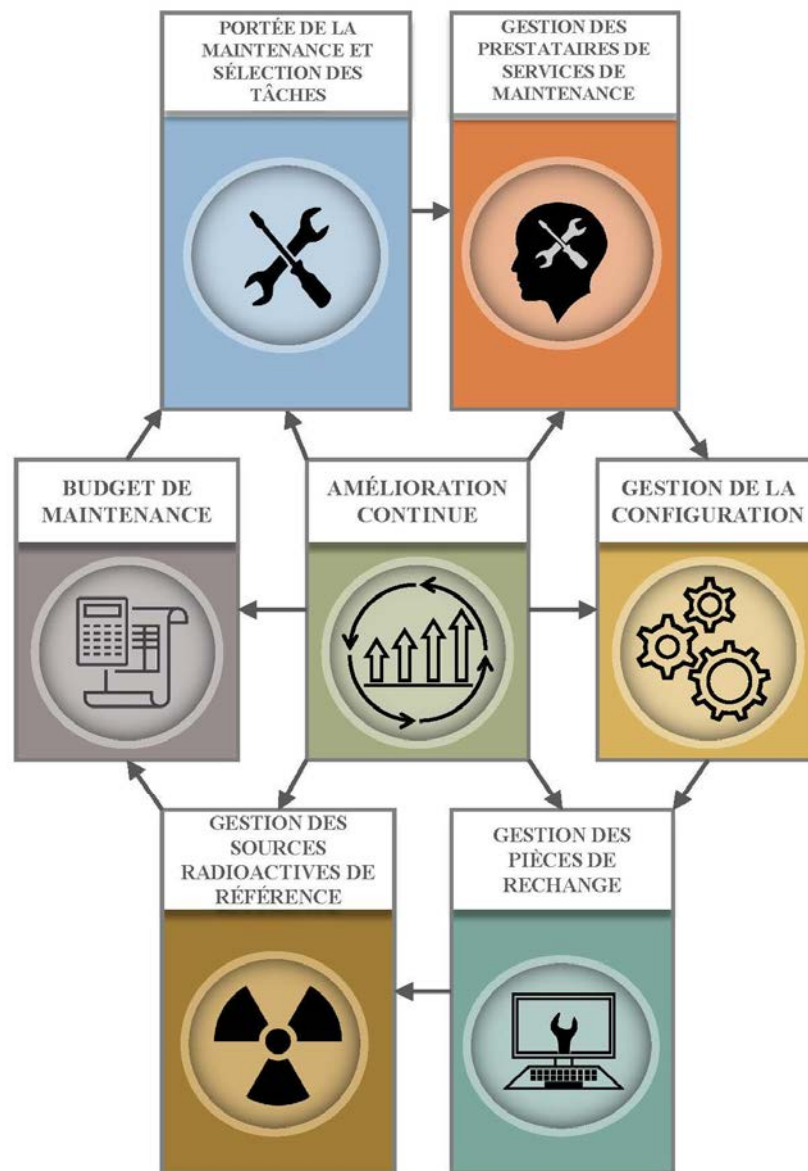 PORTÉE DE LA
MAINTENANCE ET
SÉLECTION DES
TÂCHES
GESTION DES
PRESTATAIRES DE
SERVICES DE
MAINTENANCE
BUDGET DE
MAINTENANCE
AMÉLIORATION
CONTINUE
GESTION DE LA
CONFIGURATION
GESTION DES
SOURCES
RADIOACTIVES DE
RÉFÉRENCE
GESTION DES
PIÈCES DE
RECHANGE